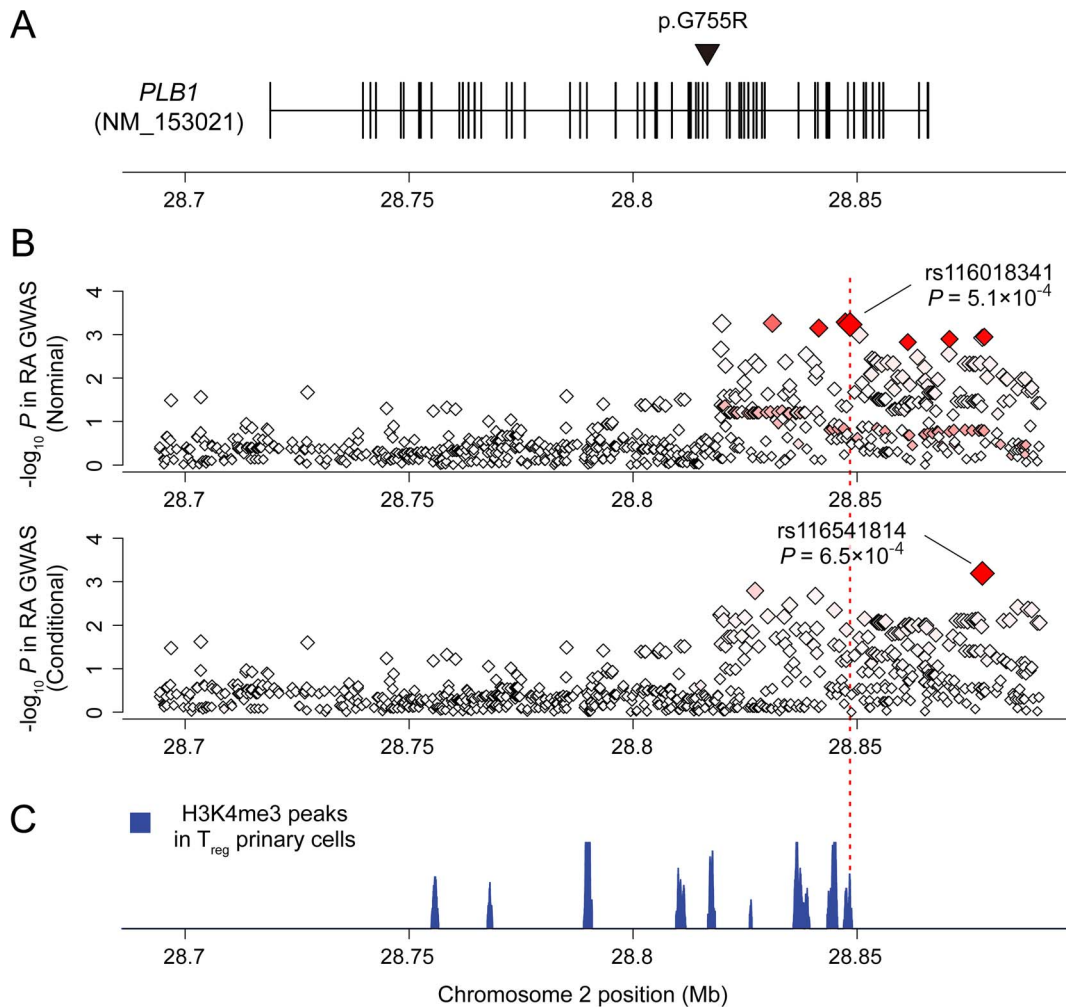 A
p.G755R
PLB1
(NM_153021)
28.7 28.75 28.8 28.85
B
-log10 P in RA GWAS
(Nominal)
4
3
2
1
0
rs116018341
P = 5.1×10-4
28.7 28.75 28.8 28.85
-log10 P in RA GWAS
(Conditional)
4
3
2
1
0
rs116541814
P = 6.5×10-4
28.7 28.75 28.8 28.85
C
H3K4me3 peaks
in Treg prinary cells
28.7 28.75 28.8 28.85
Chromosome 2 position (Mb)